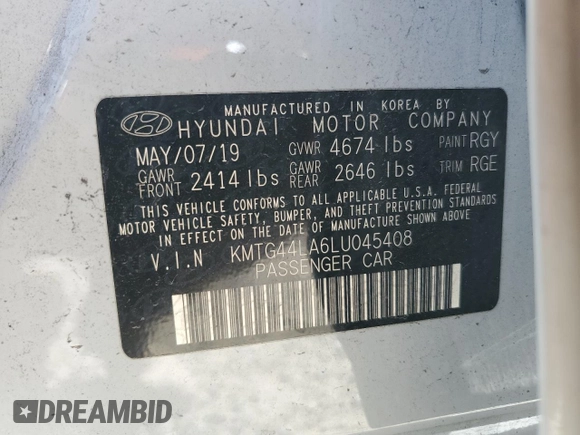 MANUFACTURED IN KOREA BY
HYUNDAI MOTOR COMPANY
MAY/07/19 GVWR 4674 lbs PAINT RGY
GAWR FRONT 2414 lbs GAWR REAR 2646 lbs TRIM RGE
THIS VEHICLE CONFORMS TO ALL APPLICABLE U.S.A. FEDERAL
MOTOR VEHICLE SAFETY, BUMPER, AND THEFT PREVENTION STANDARDS
IN EFFECT ON THE DATE OF MANUFACTURE SHOWN ABOVE.
V.I.N KMTG44LA6LU045408
PASSENGER CAR
DREAMBID